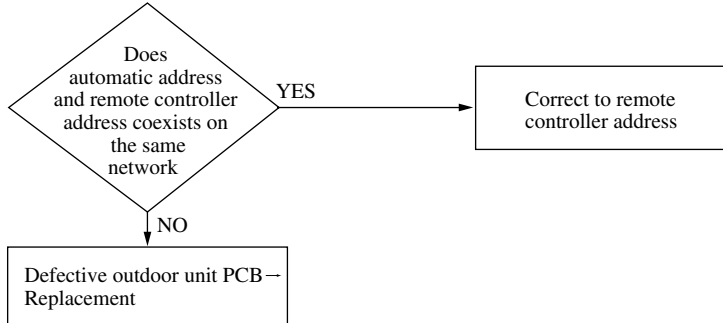 Does
automatic address
and remote controller
address coexists on
the same
network
YES
Correct to remote
controller address
NO
Defective outdoor unit PCB→
Replacement